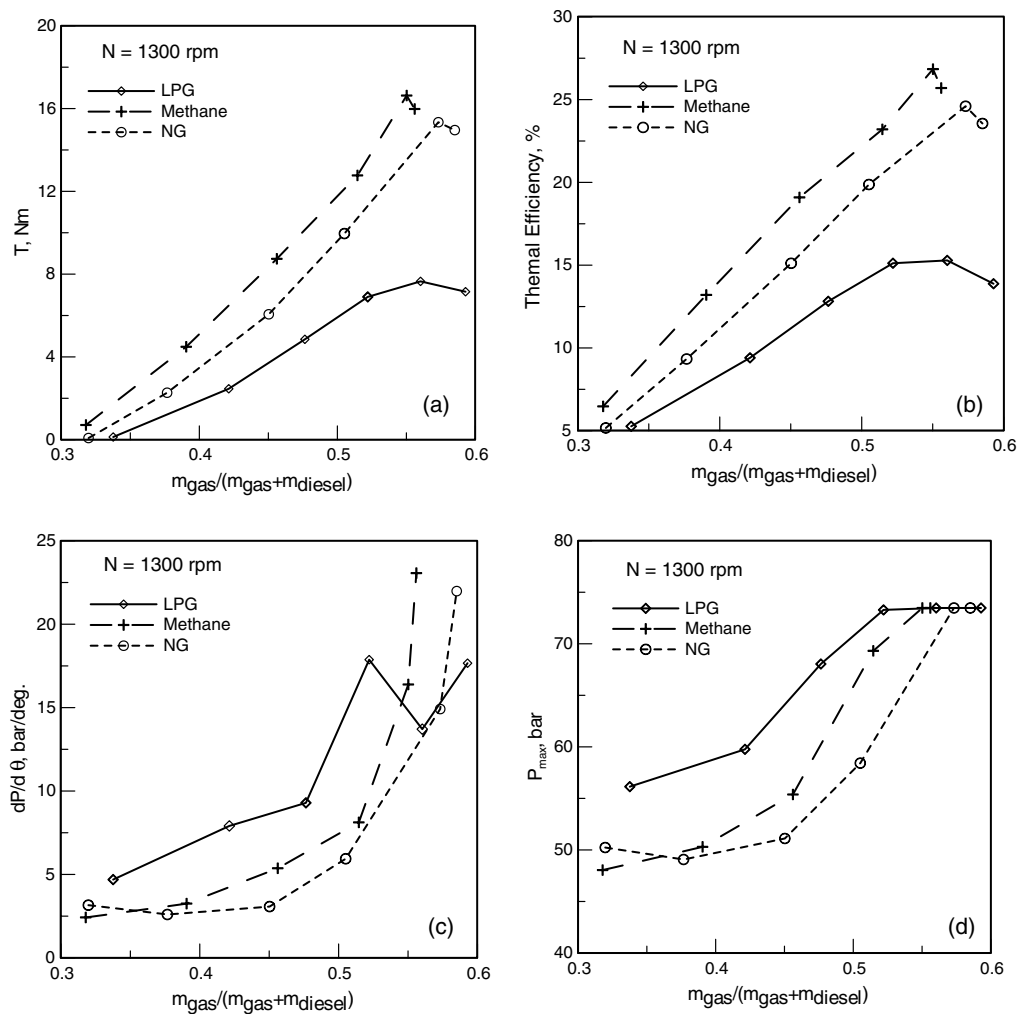 20
16
12
8
4
0
T, Nm
N = 1300 rpm
LPG
Methane
NG
(a)
0.3
0.4
0.5
0.6
mgas/(mgas+mdiesel)
30
25
20
15
10
5
Themal Efficiency, %
N = 1300 rpm
LPG
Methane
NG
(b)
0.3
0.4
0.5
0.6
mgas/(mgas+mdiesel)
25
20
15
10
5
0
dP/d θ, bar/deg.
N = 1300 rpm
LPG
Methane
NG
(c)
0.3
0.4
0.5
0.6
mgas/(mgas+mdiesel)
80
70
60
50
40
Pmax, bar
N = 1300 rpm
LPG
Methane
NG
(d)
0.3
0.4
0.5
0.6
mgas/(mgas+mdiesel)